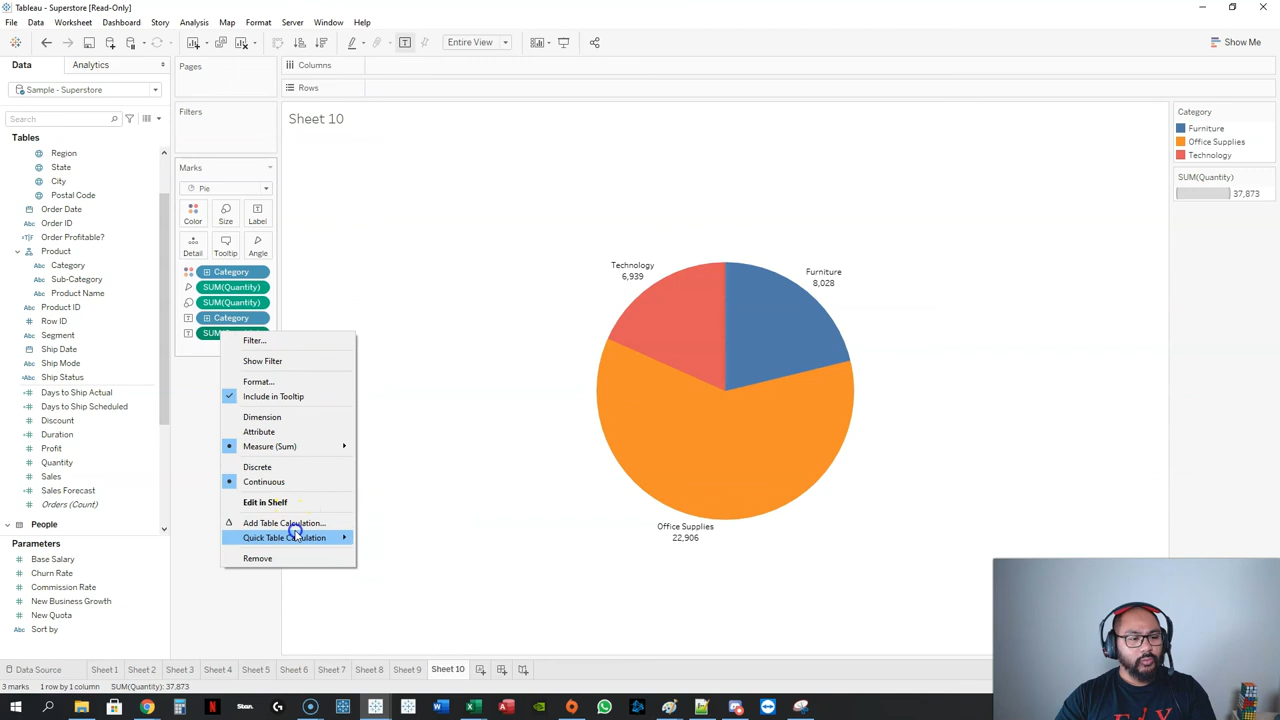 Tableau - Superstore [Read-Only]
File Data Worksheet Dashboard Story Analysis Map Format Server Window Help
Entire View
Show Me
Data Analytics
Sample - Superstore
Search
Tables
Region
State
City
Postal Code
Order Date
Order ID
Order Profitable?
Product
Category
Sub-Category
Product Name
Product ID
Row ID
Segment
Ship Date
Ship Mode
Ship Status
Days to Ship Actual
Days to Ship Scheduled
Discount
Duration
Profit
Quantity
Sales
Sales Forecast
Orders (Count)
People
Parameters
Base Salary
Churn Rate
Commission Rate
New Business Growth
New Quota
Sort by
Pages
Filters
Marks
Pie
Color Size Label
Detail Tooltip Angle
Category
SUM(Quantity)
SUM(Quantity)
Category
SUM(
Filter...
Show Filter
Format...
Include in Tooltip
Dimension
Attribute
Measure (Sum)
Discrete
Continuous
Edit in Shelf
Add Table Calculation...
Quick Table Calculation
Remove
Columns
Rows
Sheet 10
Technology
6,939
Furniture
8,028
Office Supplies
22,906
Category
Furniture
Office Supplies
Technology
SUM(Quantity)
37,873
Data Source Sheet 1 Sheet 2 Sheet 3 Sheet 4 Sheet 5 Sheet 6 Sheet 7 Sheet 8 Sheet 9 Sheet 10
3 marks 1 row by 1 column SUM(Quantity): 37,873
Stan.